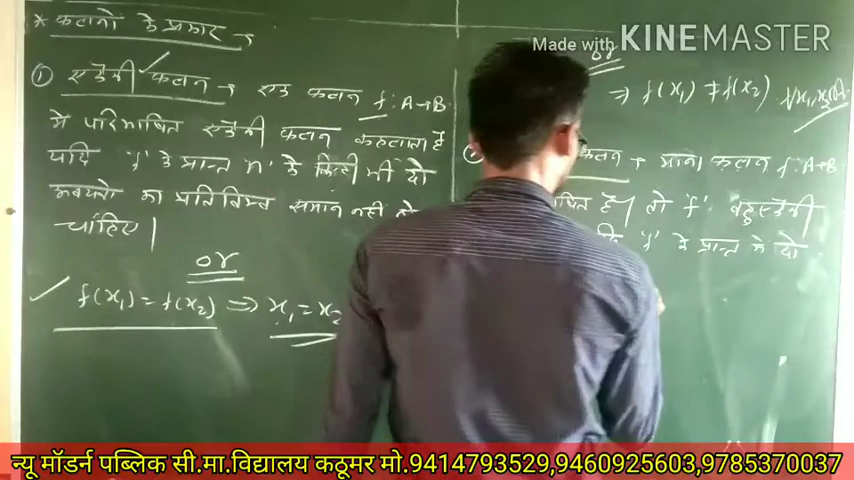 * फलनों के प्रकार →
① एकैकी फलन → एक फलन f: A→B
में परिभाषित एकैकी फलन कहलाता है
यदि 'f' के प्रान्त 'n' के किन्हीं भी दो
अवयवो का प्रतिबिम्ब समान नहीं
चाहिए।
or
f(x₁) = f(x₂) ⇒ x₁ = x₂
or
⇒ f(x₁) ≠ f(x₂)
फलन → माना फलन f: A→B
है। तो 'f' बहुएकैकी
'f' के प्रान्त के दो
Made with KINEMASTER
न्यू मॉडर्न पब्लिक सी.मा.विद्यालय कठूमर मो.9414793529,9460925603,9785370037